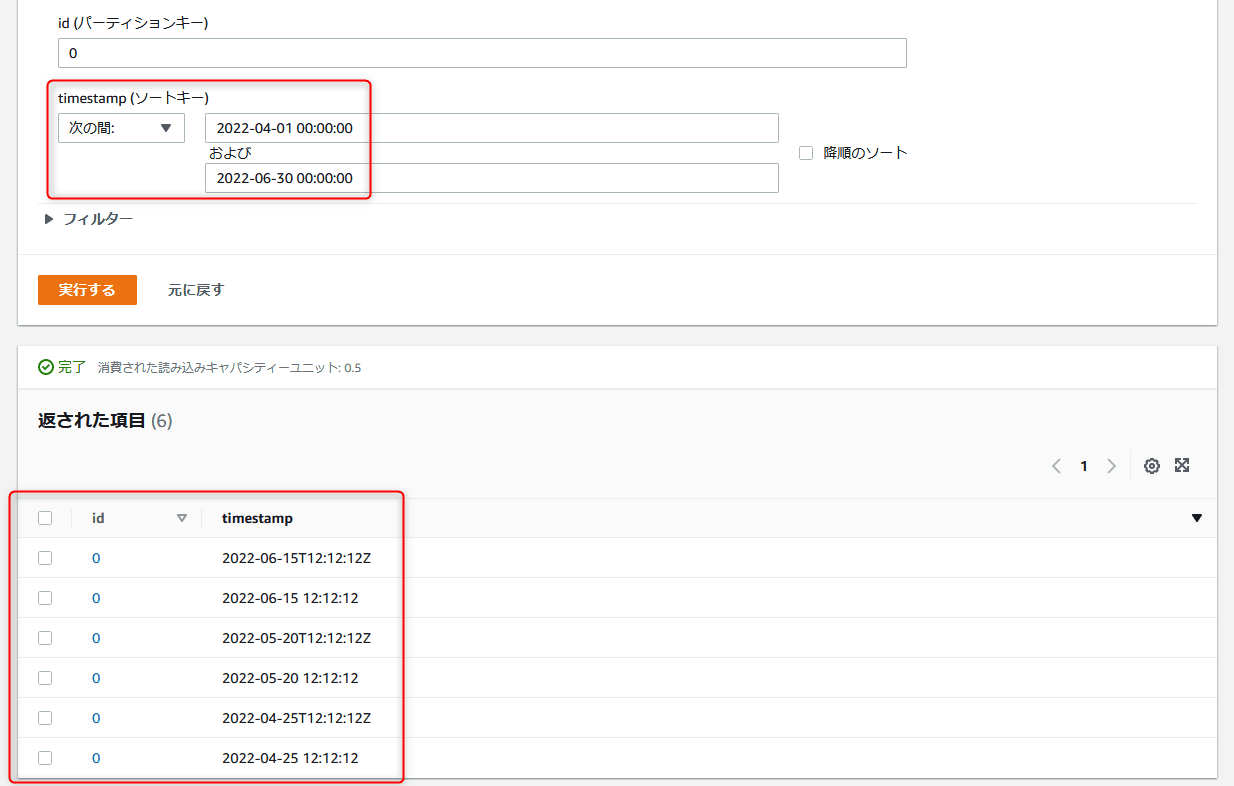 id (パーティションキー)
0
timestamp (ソートキー)
次の間:
2022-04-01 00:00:00
および
2022-06-30 00:00:00
降順のソート
フィルター
実行する 元に戻す
完了 消費された読み込みキャパシティーユニット: 0.5
返された項目 (6)
1
id timestamp
0 2022-06-15T12:12:12Z
0 2022-06-15 12:12:12
0 2022-05-20T12:12:12Z
0 2022-05-20 12:12:12
0 2022-04-25T12:12:12Z
0 2022-04-25 12:12:12